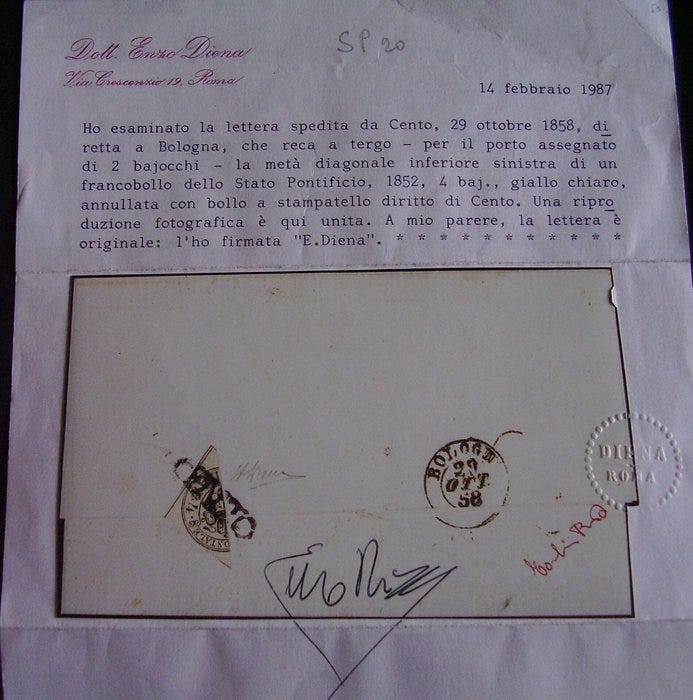 SP 20
Dott. Enzo Diena
Via Crescenzio 19. Roma
14 febbraio 1987
Ho esaminato la lettera spedita da Cento, 29 ottobre 1858, di
retta a Bologna, che reca a tergo - per il porto assegnato
di 2 bajocchi - la metà diagonale inferiore sinistra di un
francobollo dello Stato Pontificio, 1852, 4 baj., giallo chiaro,
annullata con bollo a stampatello diritto di Cento. Una ripro
duzione fotografica è qui unita. A mio parere, la lettera è
originale: l'ho firmata "E.Diena". * * * * * * * * * * *
CENTO
BOLOGN
29
OTT
58
DIENA
ROMA